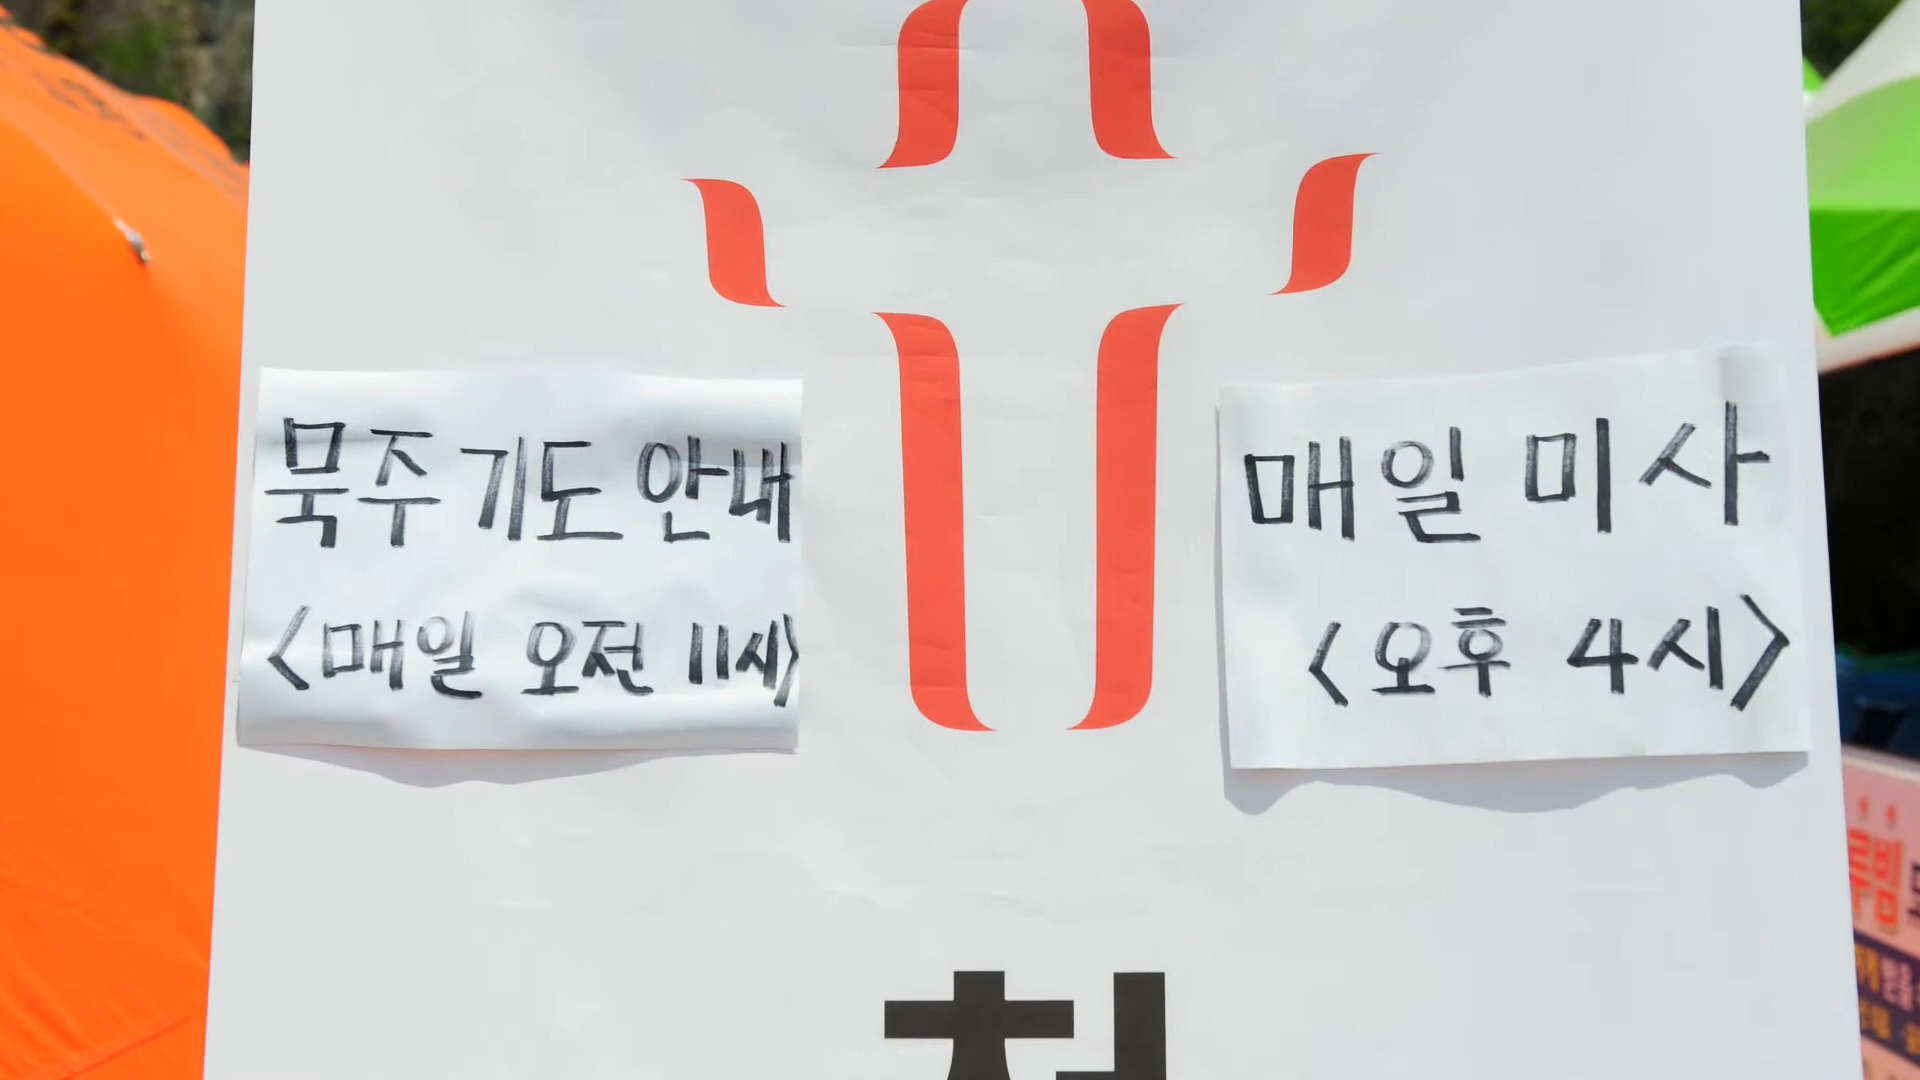 묵주기도 안내
<매일 오전 11시>
매일 미사
<오후 4시>